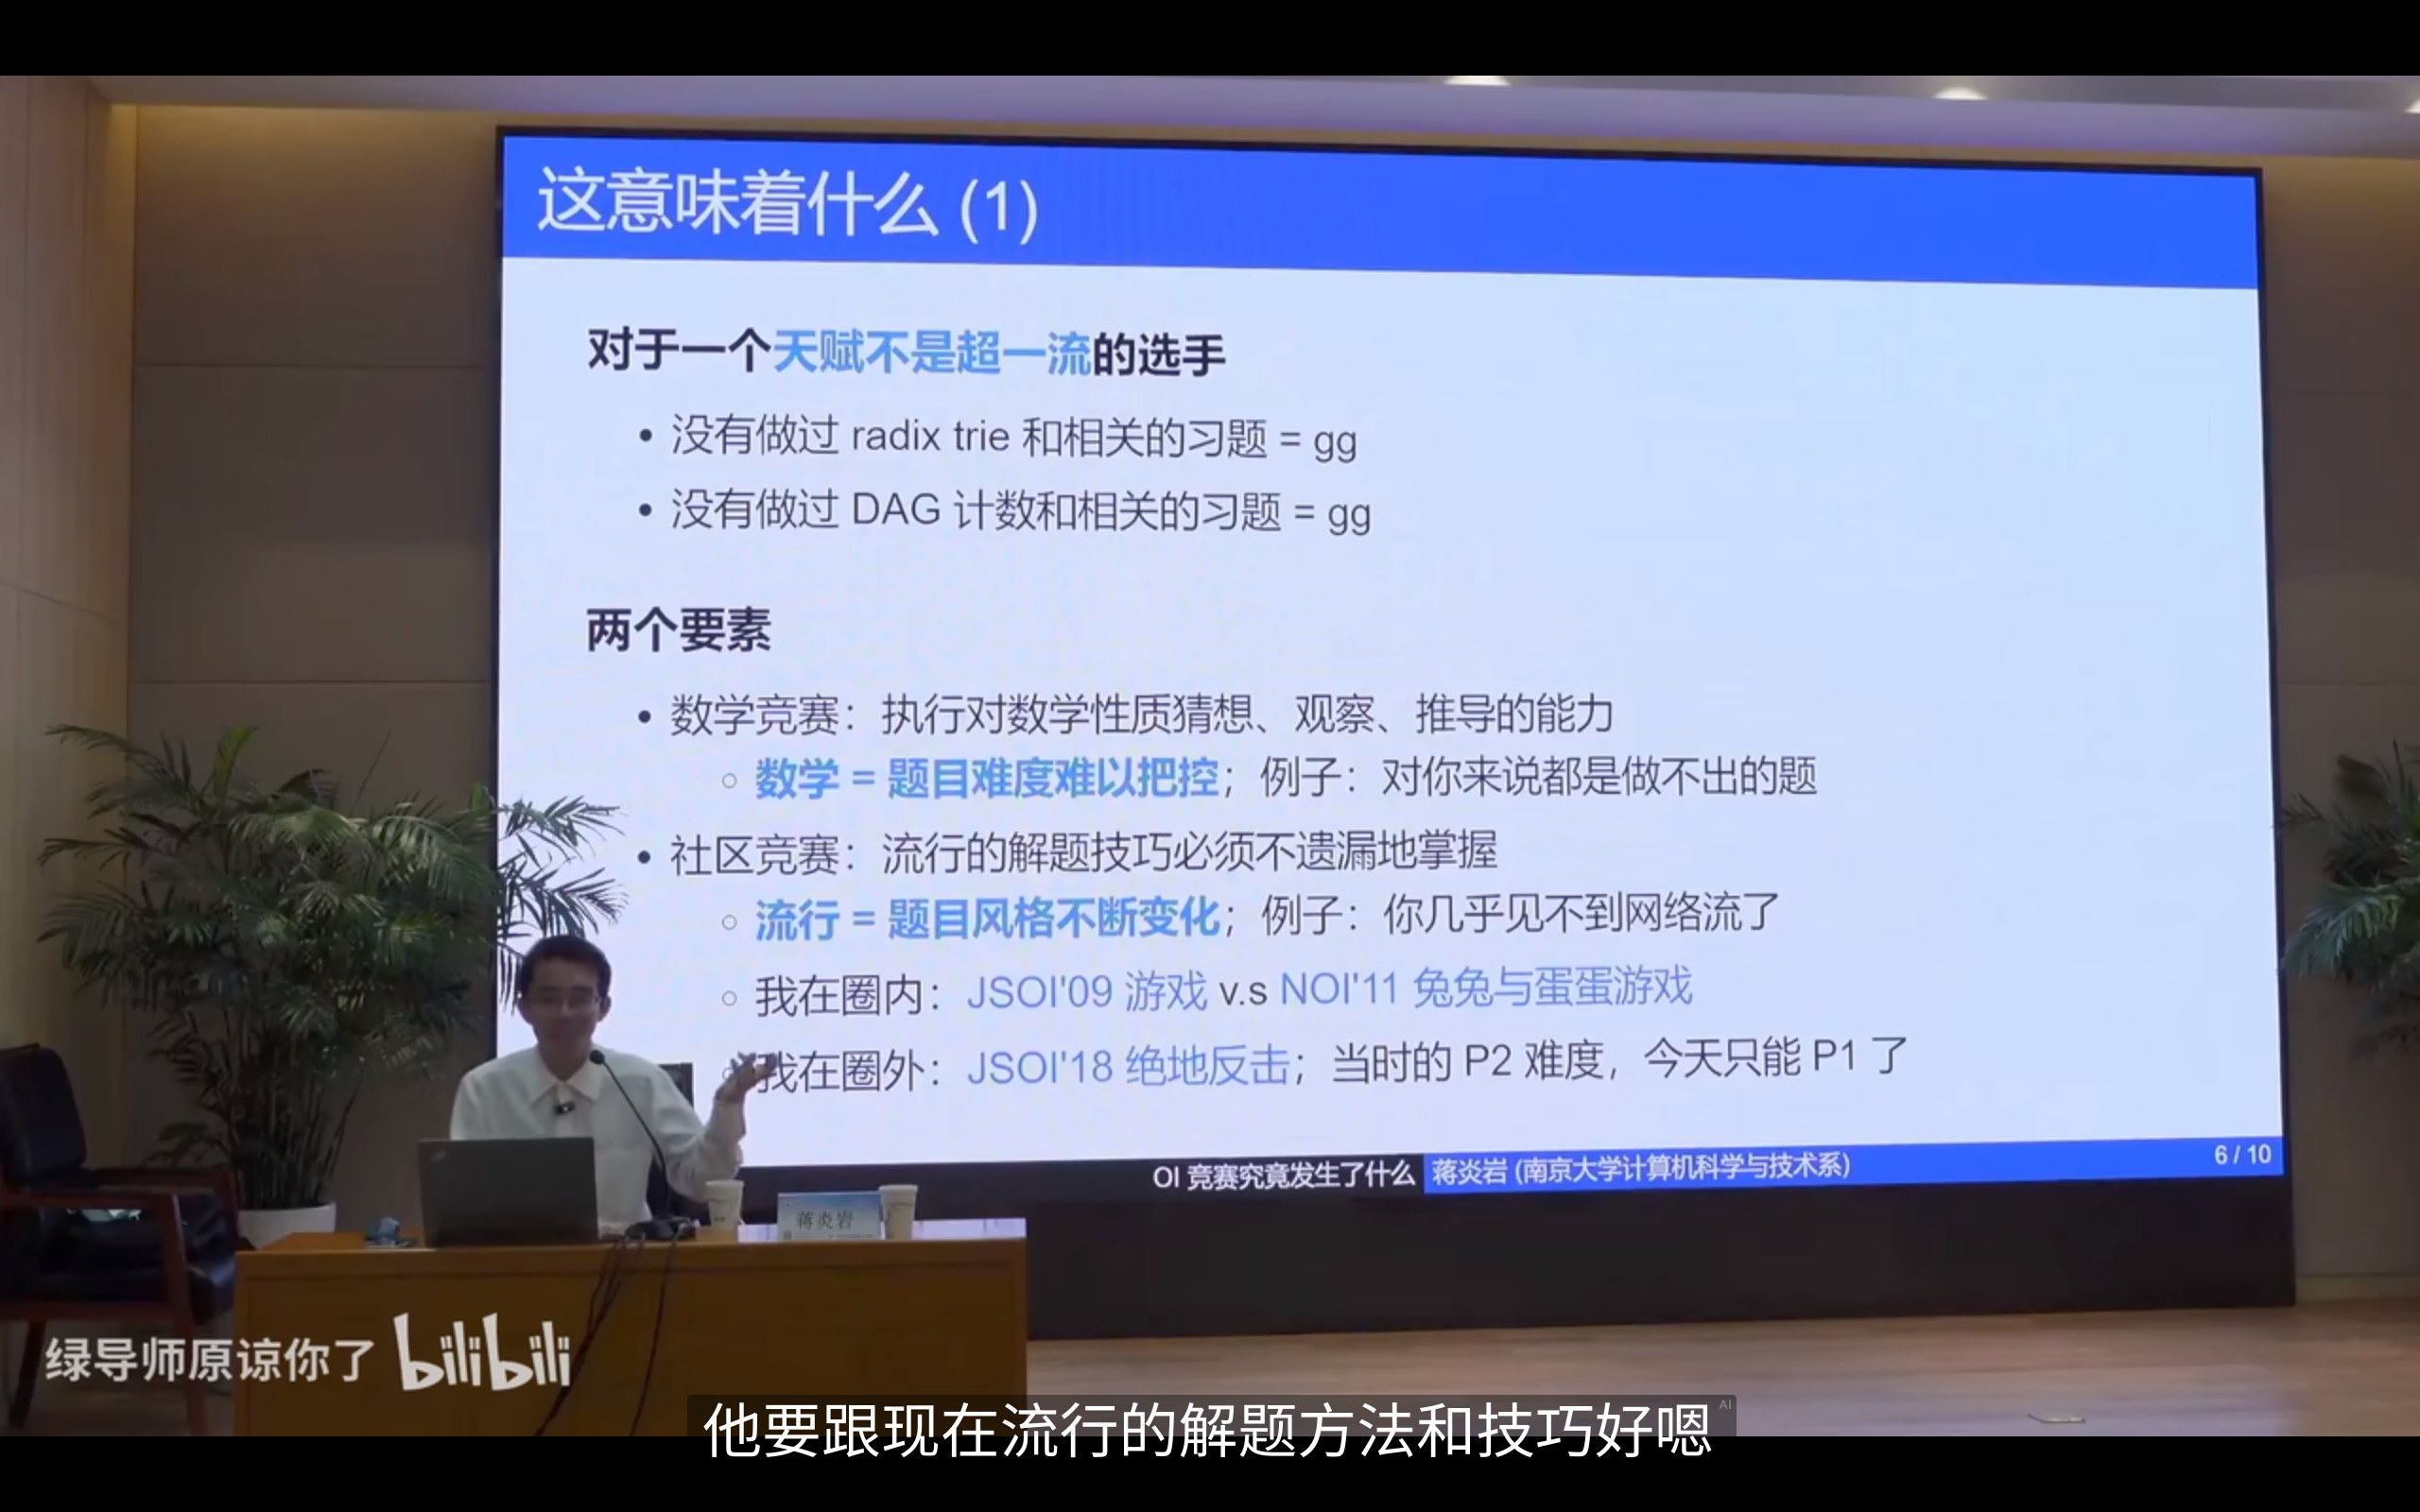 这意味着什么 (1)
对于一个天赋不是超一流的选手
• 没有做过 radix trie 和相关的习题 = gg
• 没有做过 DAG 计数和相关的习题 = gg
两个要素
• 数学竞赛：执行对数学性质猜想、观察、推导的能力
○ 数学 = 题目难度难以把控；例子：对你来说都是做不出的题
• 社区竞赛：流行的解题技巧必须不遗漏地掌握
○ 流行 = 题目风格不断变化；例子：你几乎见不到网络流了
○ 我在圈内：JSOI'09 游戏 v.s NOI'11 兔兔与蛋蛋游戏
○ 我在圈外：JSOI'18 绝地反击；当时的 P2 难度，今天只能 P1 了
OI 竞赛究竟发生了什么 蒋炎岩 (南京大学计算机科学与技术系) 6 / 10
蒋炎岩
绿导师原谅你了 bilibili
他要跟现在流行的解题方法和技巧好嗯
AI